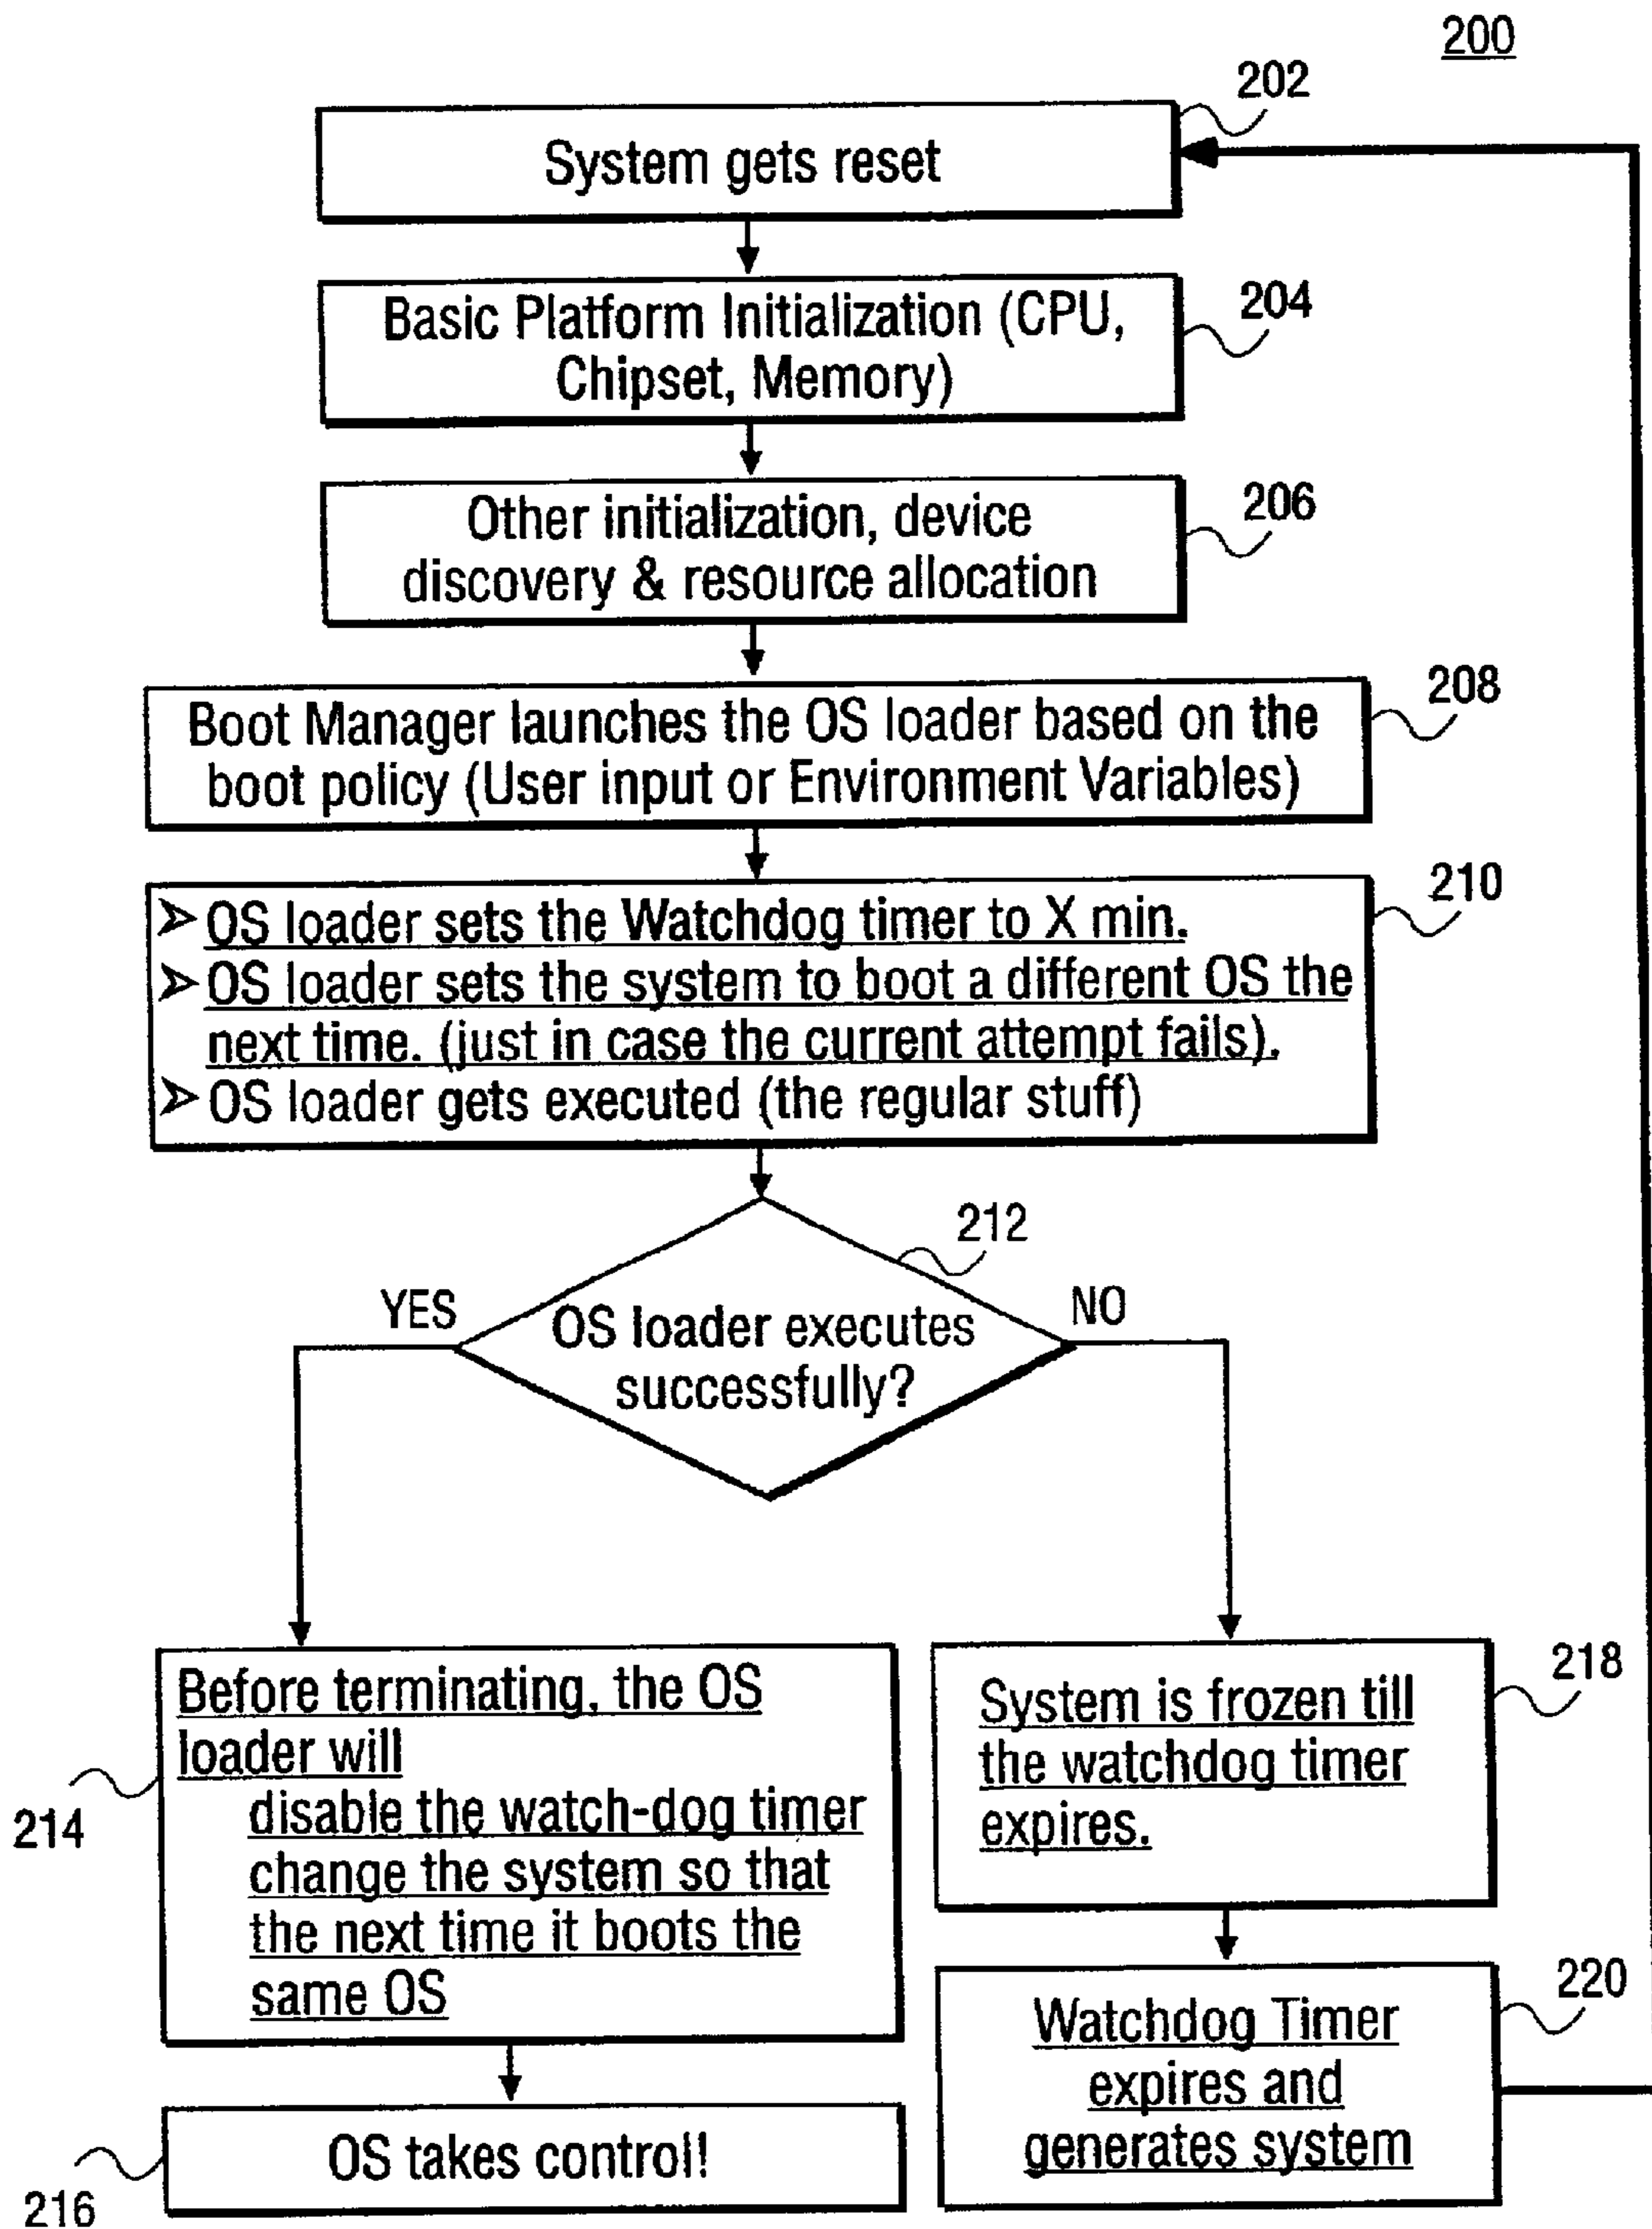 200
202
System gets reset
204
Basic Platform Initialization (CPU,
Chipset, Memory)
206
Other initialization, device
discovery & resource allocation
208
Boot Manager launches the OS loader based on the
boot policy (User input or Environment Variables)
210
➢ OS loader sets the Watchdog timer to X min.
➢ OS loader sets the system to boot a different OS the
next time. (just in case the current attempt fails).
➢ OS loader gets executed (the regular stuff)
212
YES
NO
OS loader executes
successfully?
214
Before terminating, the OS
loader will
disable the watch-dog timer
change the system so that
the next time it boots the
same OS
218
System is frozen till
the watchdog timer
expires.
220
Watchdog Timer
expires and
generates system
216
OS takes control!